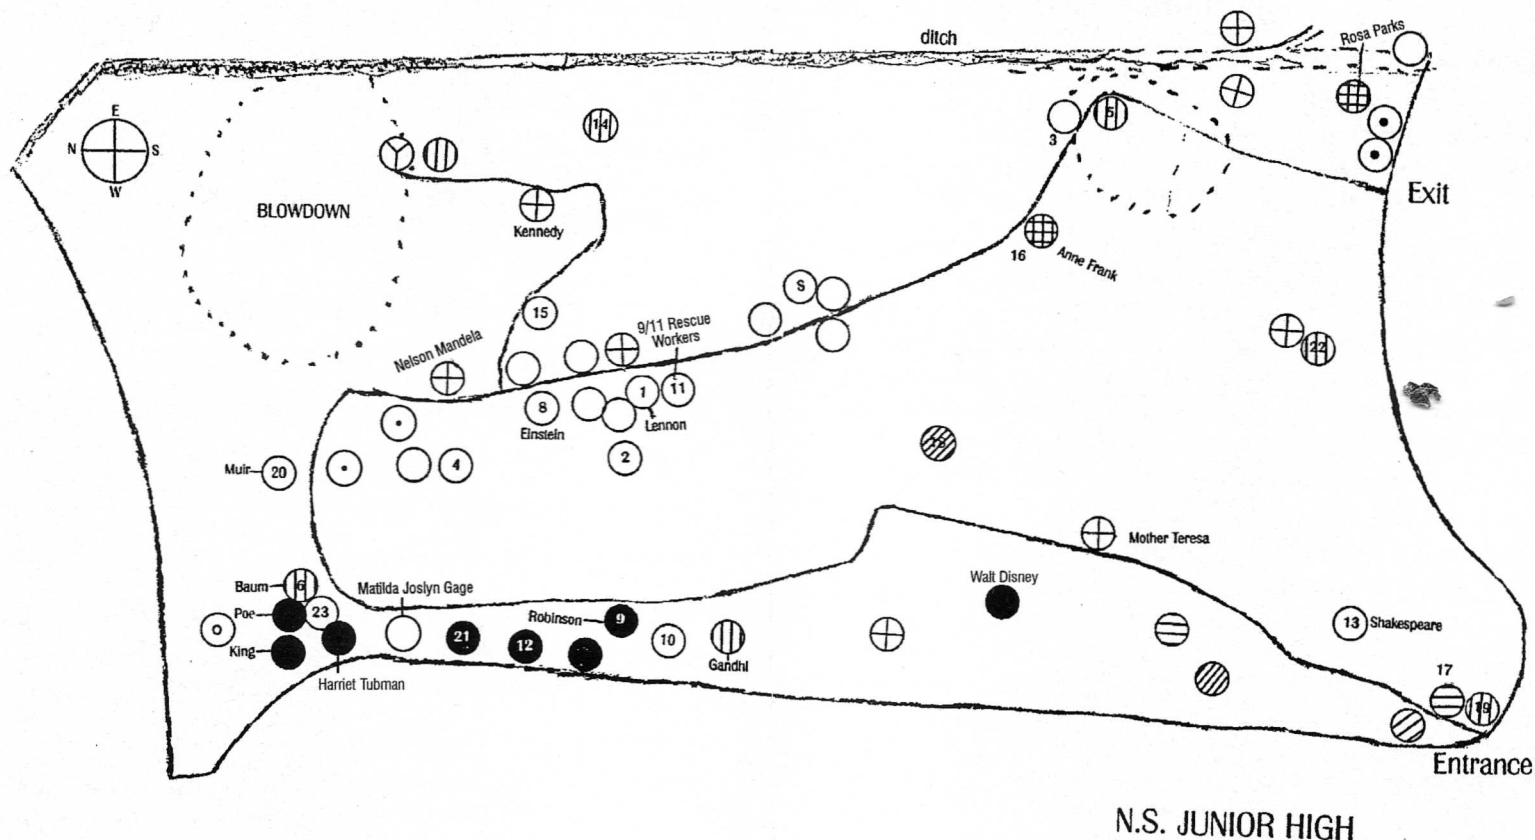 ditch
Rosa Parks
E
N
S
W
14
5
3
BLOWDOWN
Exit
Kennedy
16
Anne Frank
S
15
9/11 Rescue
Workers
22
Nelson Mandela
1
11
8
Einstein
Lennon
Muir
20
4
2
18
Mother Teresa
Baum
6
Matilda Joslyn Gage
Walt Disney
Poe
23
Robinson
9
O
21
12
10
13
Shakespeare
King
Gandhi
Harriet Tubman
17
19
Entrance
N.S. JUNIOR HIGH